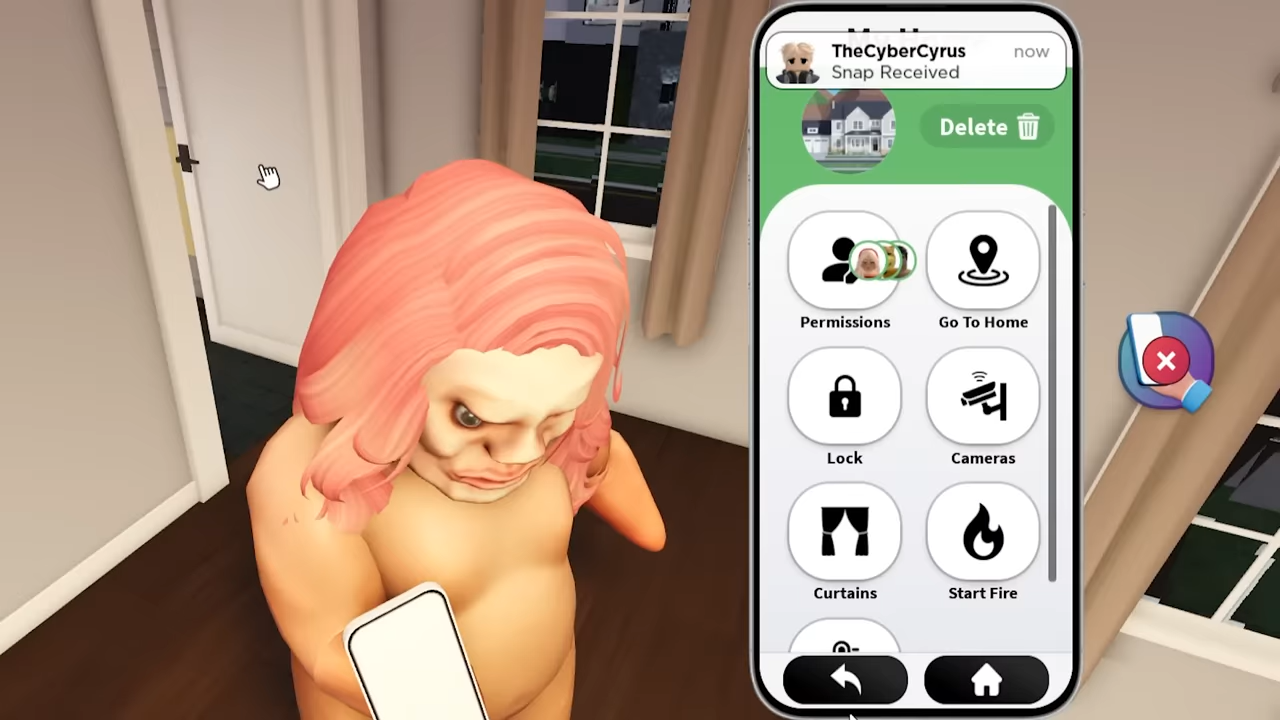 TheCyberCyrus now
Snap Received
Delete
Permissions
Go To Home
Lock
Cameras
Curtains
Start Fire